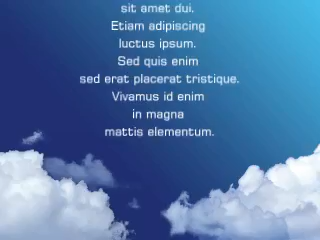 sit amet dui.
Etiam adipiscing
luctus ipsum.
Sed quis enim
sed erat placerat tristique.
Vivamus id enim
in magna
mattis elementum.